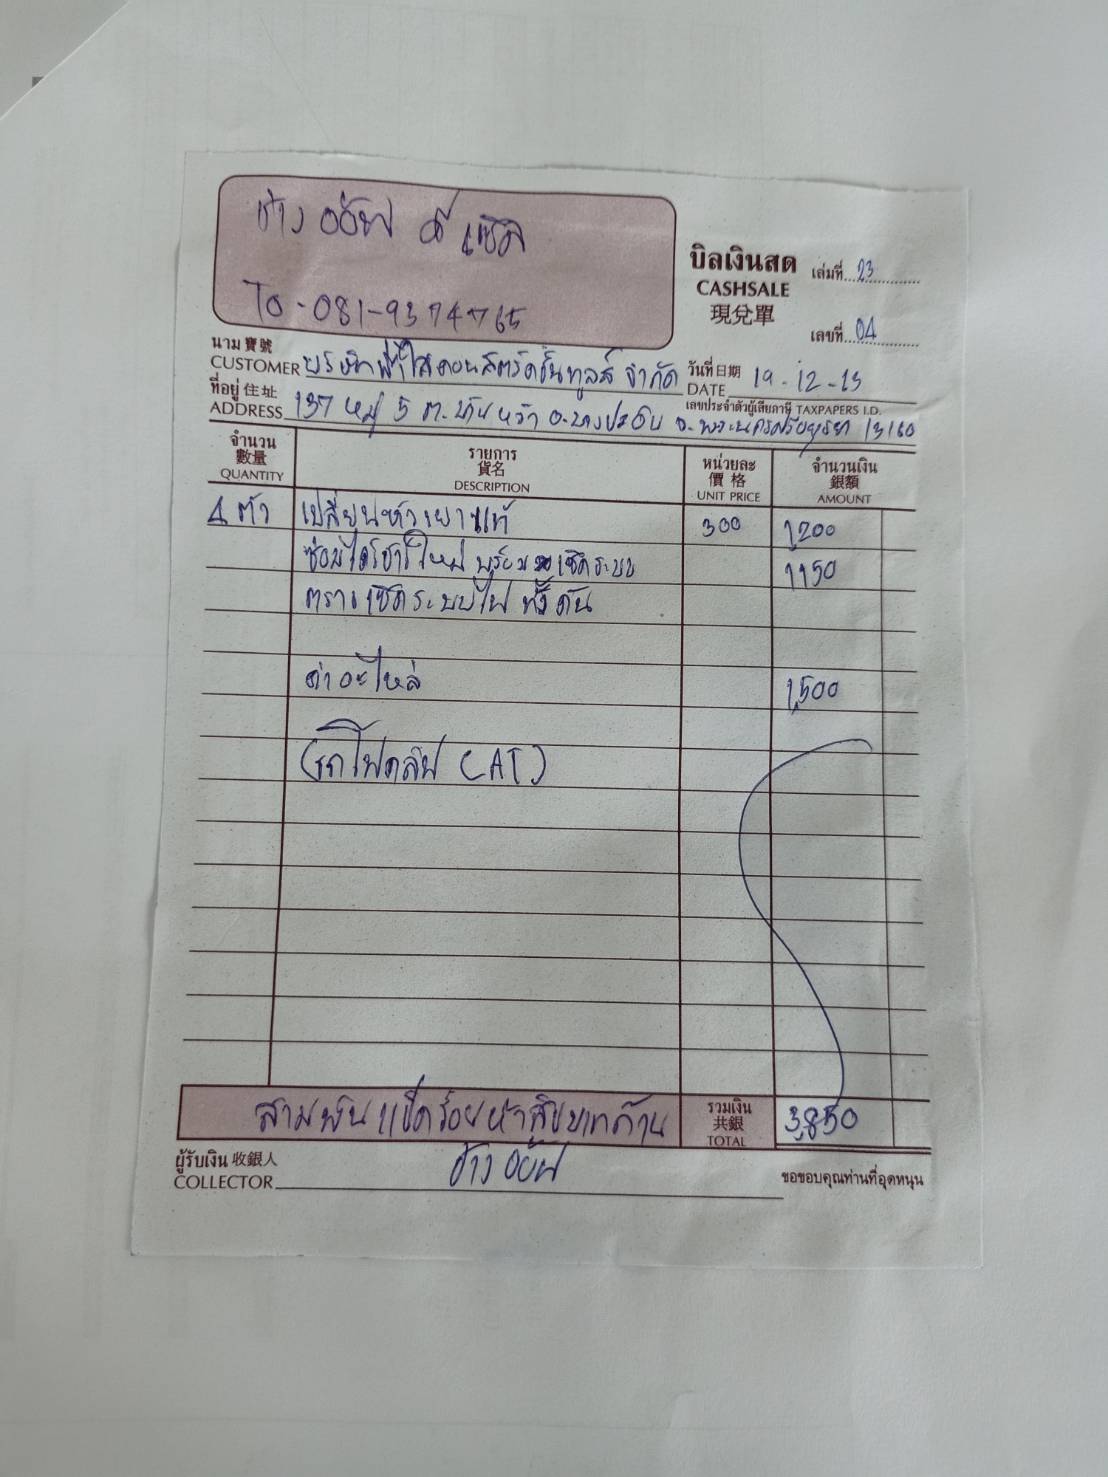 ช่าง ออ๊ฟ ดีเซล
To - 081-9374765
บิลเงินสด
CASHSALE
現兌單
เล่มที่ 23
เลขที่ 04
นาม寶號
CUSTOMER บริษัท ฟ้าใสคอนสตรัคชั่นทูลส์ จำกัด
วันที่日期
DATE 19-12-13
ที่อยู่住址
ADDRESS 137 หมู่ 5 ต.บ้านหว้า อ.บางปะอิน จ.พระนครศรีอยุธยา 13160
เลขประจำตัวผู้เสียภาษี TAXPAPERS I.D.
จำนวน
數量
QUANTITY
รายการ
貨名
DESCRIPTION
หน่วยละ
價格
UNIT PRICE
จำนวนเงิน
銀額
AMOUNT
4 ตัว เปลี่ยนหัวเผาแท้ 300 1,200
ซ่อมไดร์ชาร์จใหม่ พร้อม เช็คระบบ 1150
ตรวจเช็คระบบไฟ ทั้งคัน
ค่าอะไหล่ 1,500
(รถโฟคลิฟ CAT)
สามพันแปดร้อยห้าสิบบาทถ้วน
รวมเงิน
共銀
TOTAL
3,850
ผู้รับเงิน 收銀人
COLLECTOR ช่าง ออ๊ฟ
ขอขอบคุณท่านที่อุดหนุน